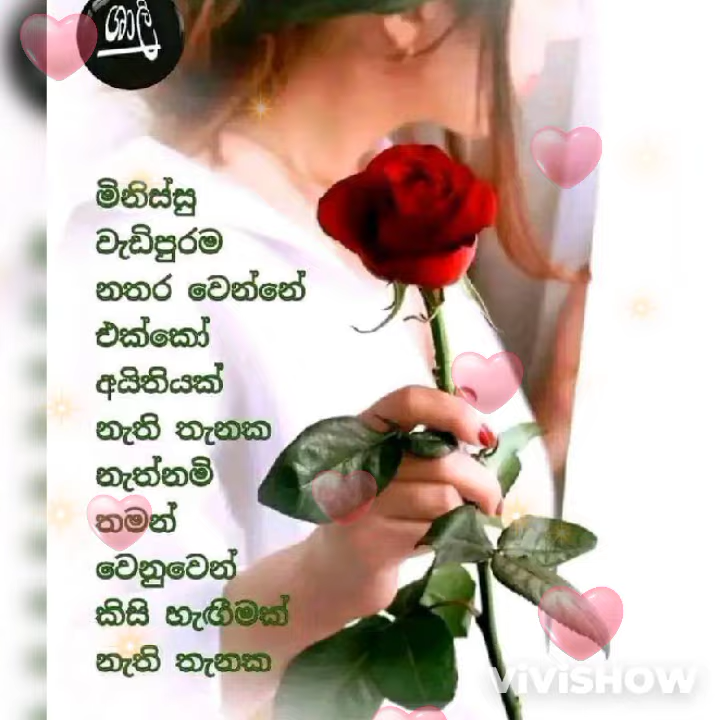 ශාලි
මිනිස්සු
වැඩිපුරම
නතර වෙන්නේ
එක්කෝ
අයිතියක්
නැති තැනක
නැත්නම්
තමන්
වෙනුවෙන්
කිසි හැඟීමක්
නැති තැනක
ViViSHOW